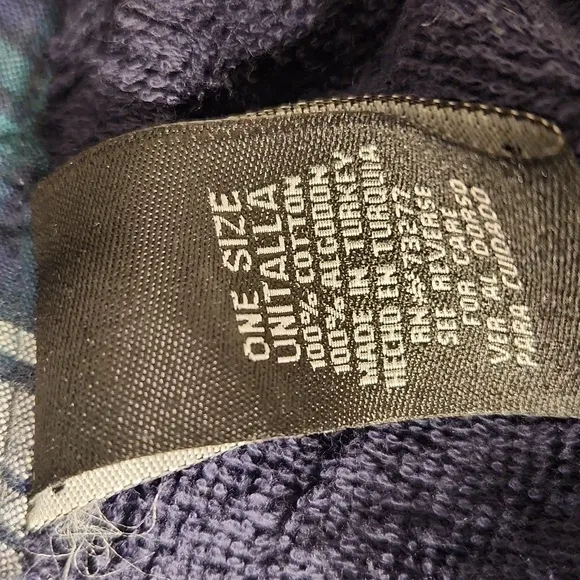 ONE SIZE
UNITALLA
100% COTTON
100% ALGODON
MADE IN TURKEY
HECHO EN TURQUIA
RN#73277
SEE REVERSE
FOR CARE
VER AL DORSO
PARA CUIDADO